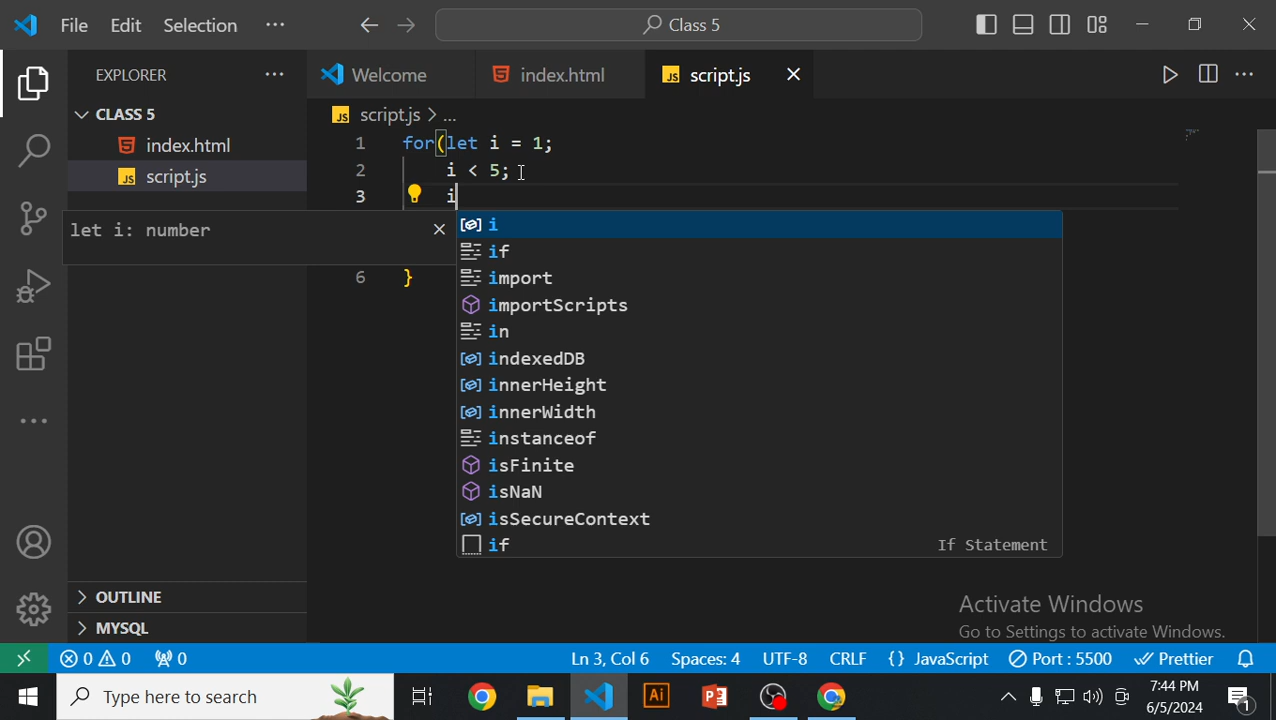 File Edit Selection ··· Class 5
EXPLORER ···
Welcome index.html script.js
CLASS 5
index.html
script.js
script.js > ...
1 for(let i = 1;
2 i < 5;
3 i
let i: number
6 }
i
if
import
importScripts
in
indexedDB
innerHeight
innerWidth
instanceof
isFinite
isNaN
isSecureContext
if If Statement
OUTLINE
MYSQL
Activate Windows
Go to Settings to activate Windows.
0 0 0 Ln 3, Col 6 Spaces: 4 UTF-8 CRLF {} JavaScript Port : 5500 Prettier
Type here to search
Ai
7:44 PM
6/5/2024
1